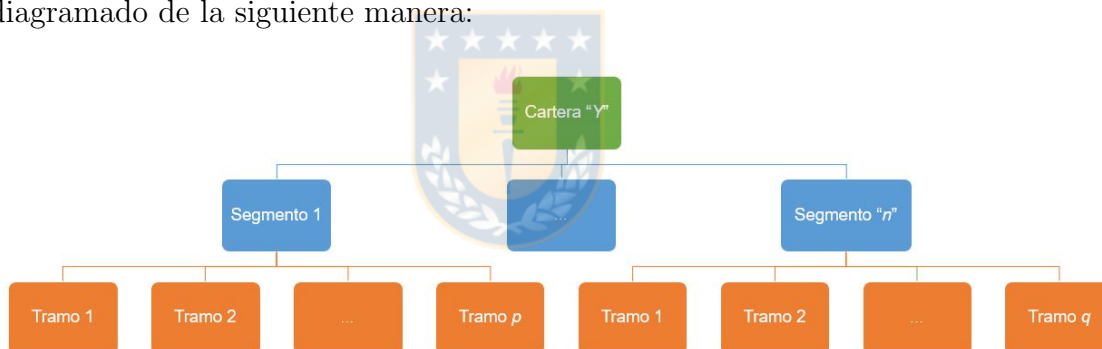 diagramado de la siguiente manera:
Cartera “Y”
Segmento 1
...
Segmento “n”
Tramo 1
Tramo 2
...
Tramo p
Tramo 1
Tramo 2
...
Tramo q